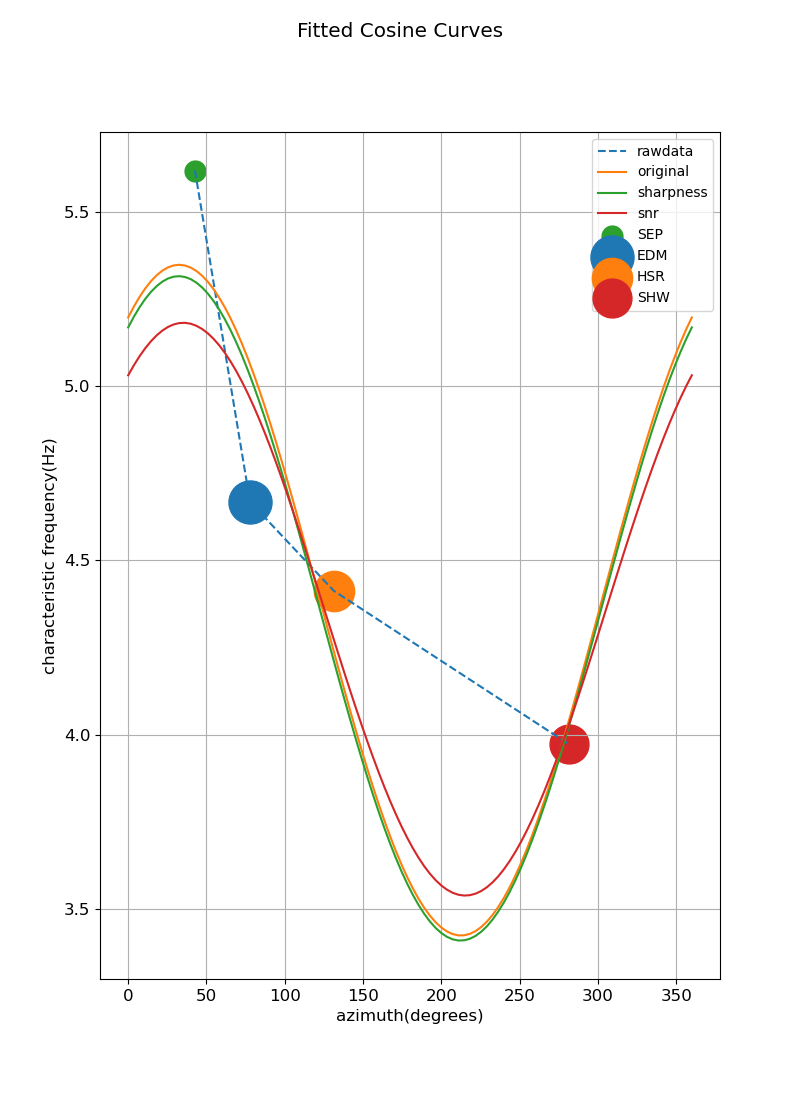 Fitted Cosine Curves
rawdata
original
sharpness
snr
SEP
EDM
HSR
SHW
5.5
5.0
4.5
4.0
3.5
characteristic frequency(Hz)
0 50 100 150 200 250 300 350
azimuth(degrees)